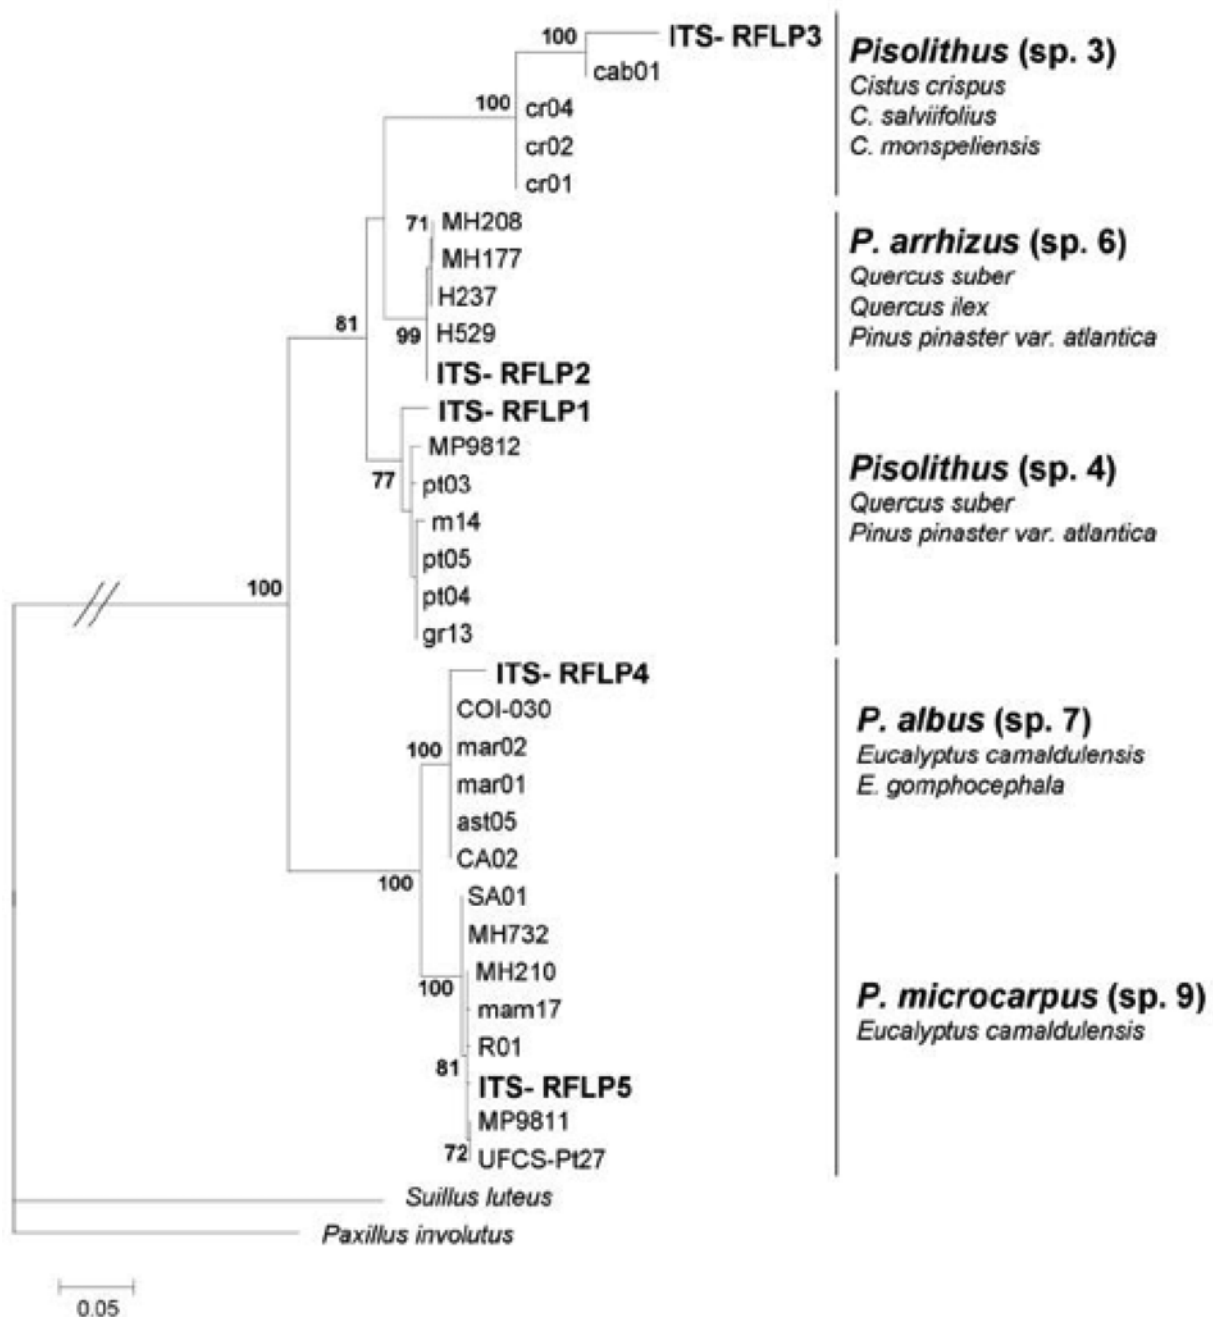 100
ITS- RFLP3
cab01
100
cr04
cr02
cr01
Pisolithus (sp. 3)
Cistus crispus
C. salviifolius
C. monspeliensis
71
MH208
MH177
H237
99
H529
ITS- RFLP2
P. arrhizus (sp. 6)
Quercus suber
Quercus ilex
Pinus pinaster var. atlantica
81
ITS- RFLP1
MP9812
77
pt03
m14
pt05
pt04
gr13
Pisolithus (sp. 4)
Quercus suber
Pinus pinaster var. atlantica
100
ITS- RFLP4
COI-030
100
mar02
mar01
ast05
CA02
P. albus (sp. 7)
Eucalyptus camaldulensis
E. gomphocephala
100
SA01
MH732
MH210
100
mam17
R01
81
ITS- RFLP5
MP9811
72
UFCS-Pt27
P. microcarpus (sp. 9)
Eucalyptus camaldulensis
Suillus luteus
Paxillus involutus
0.05